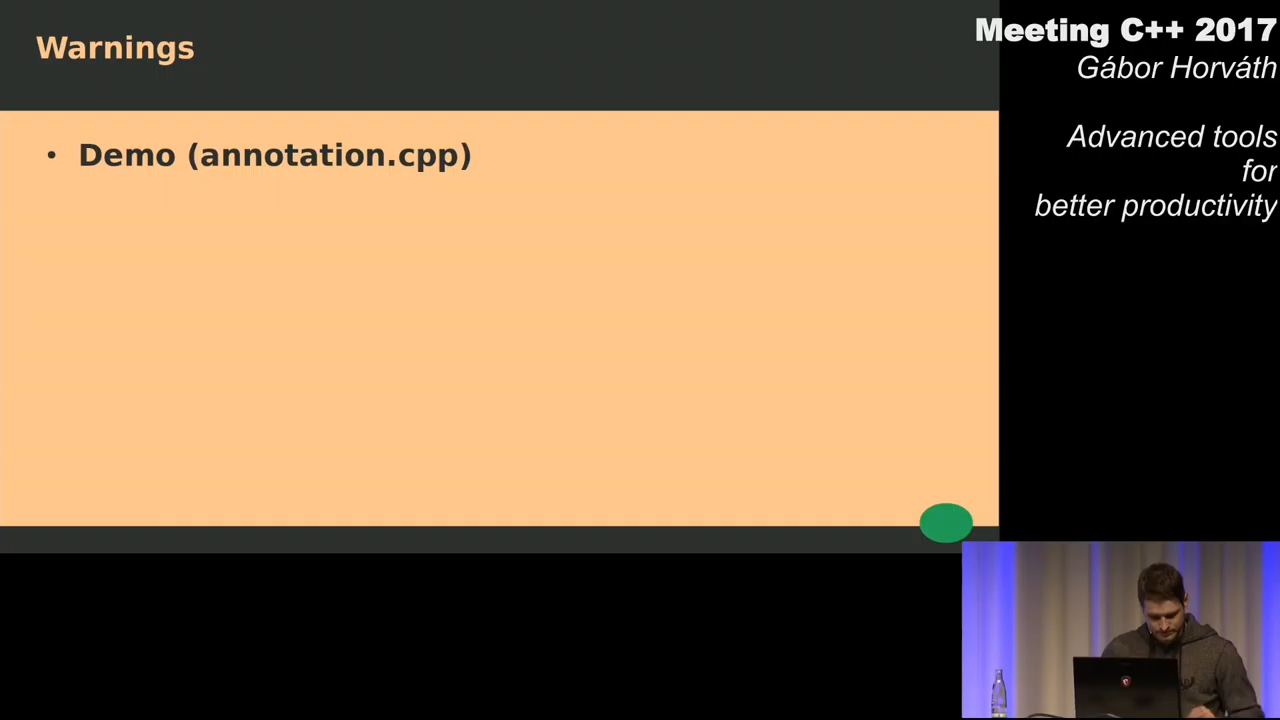 Warnings
• Demo (annotation.cpp)
Meeting C++ 2017
Gábor Horváth
Advanced tools
for
better productivity